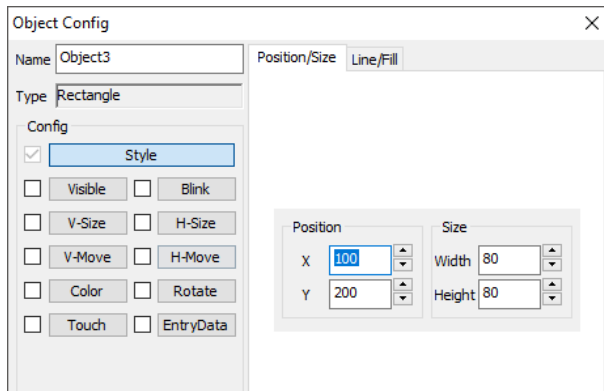 Object Config
Name Object3
Type Rectangle
Config
Style
Visible Blink
V-Size H-Size
V-Move H-Move
Color Rotate
Touch EntryData
Position/Size Line/Fill
Position Size
X 100 Width 80
Y 200 Height 80